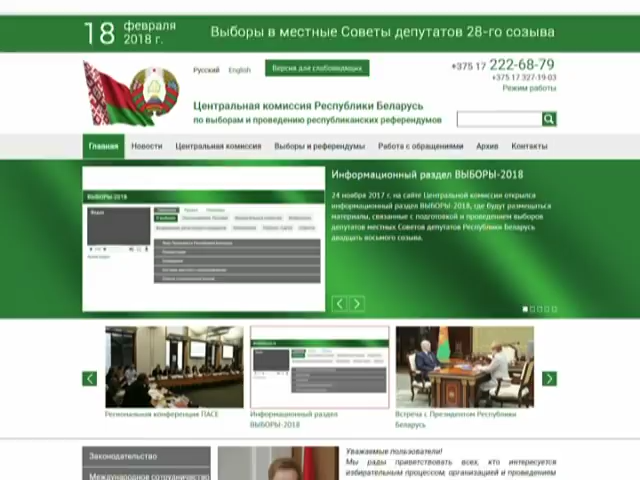 18 февраля
2018 г.
Выборы в местные Советы депутатов 28-го созыва
Русский English Версия для слабовидящих
+375 17 222-68-79
+375 17 327-19-03
Режим работы
Центральная комиссия Республики Беларусь
по выборам и проведению республиканских референдумов
Главная Новости Центральная комиссия Выборы и референдумы Работа с обращениями Архив Контакты
ВЫБОРЫ-2018
Информационный раздел ВЫБОРЫ-2018
24 ноября 2017 г. на сайте Центральной комиссии открылся
информационный раздел ВЫБОРЫ-2018, где будут размещаться
материалы, связанные с подготовкой и проведением выборов
депутатов местных Советов депутатов Республики Беларусь
двадцать восьмого созыва.
Региональная конференция ПАСЕ
Информационный раздел
ВЫБОРЫ-2018
Встреча с Президентом Республики
Беларусь
Законодательство
Международное сотрудничество
Уважаемые пользователи!
Мы рады приветствовать всех, кто интересуется
избирательным процессом, организацией и проведением